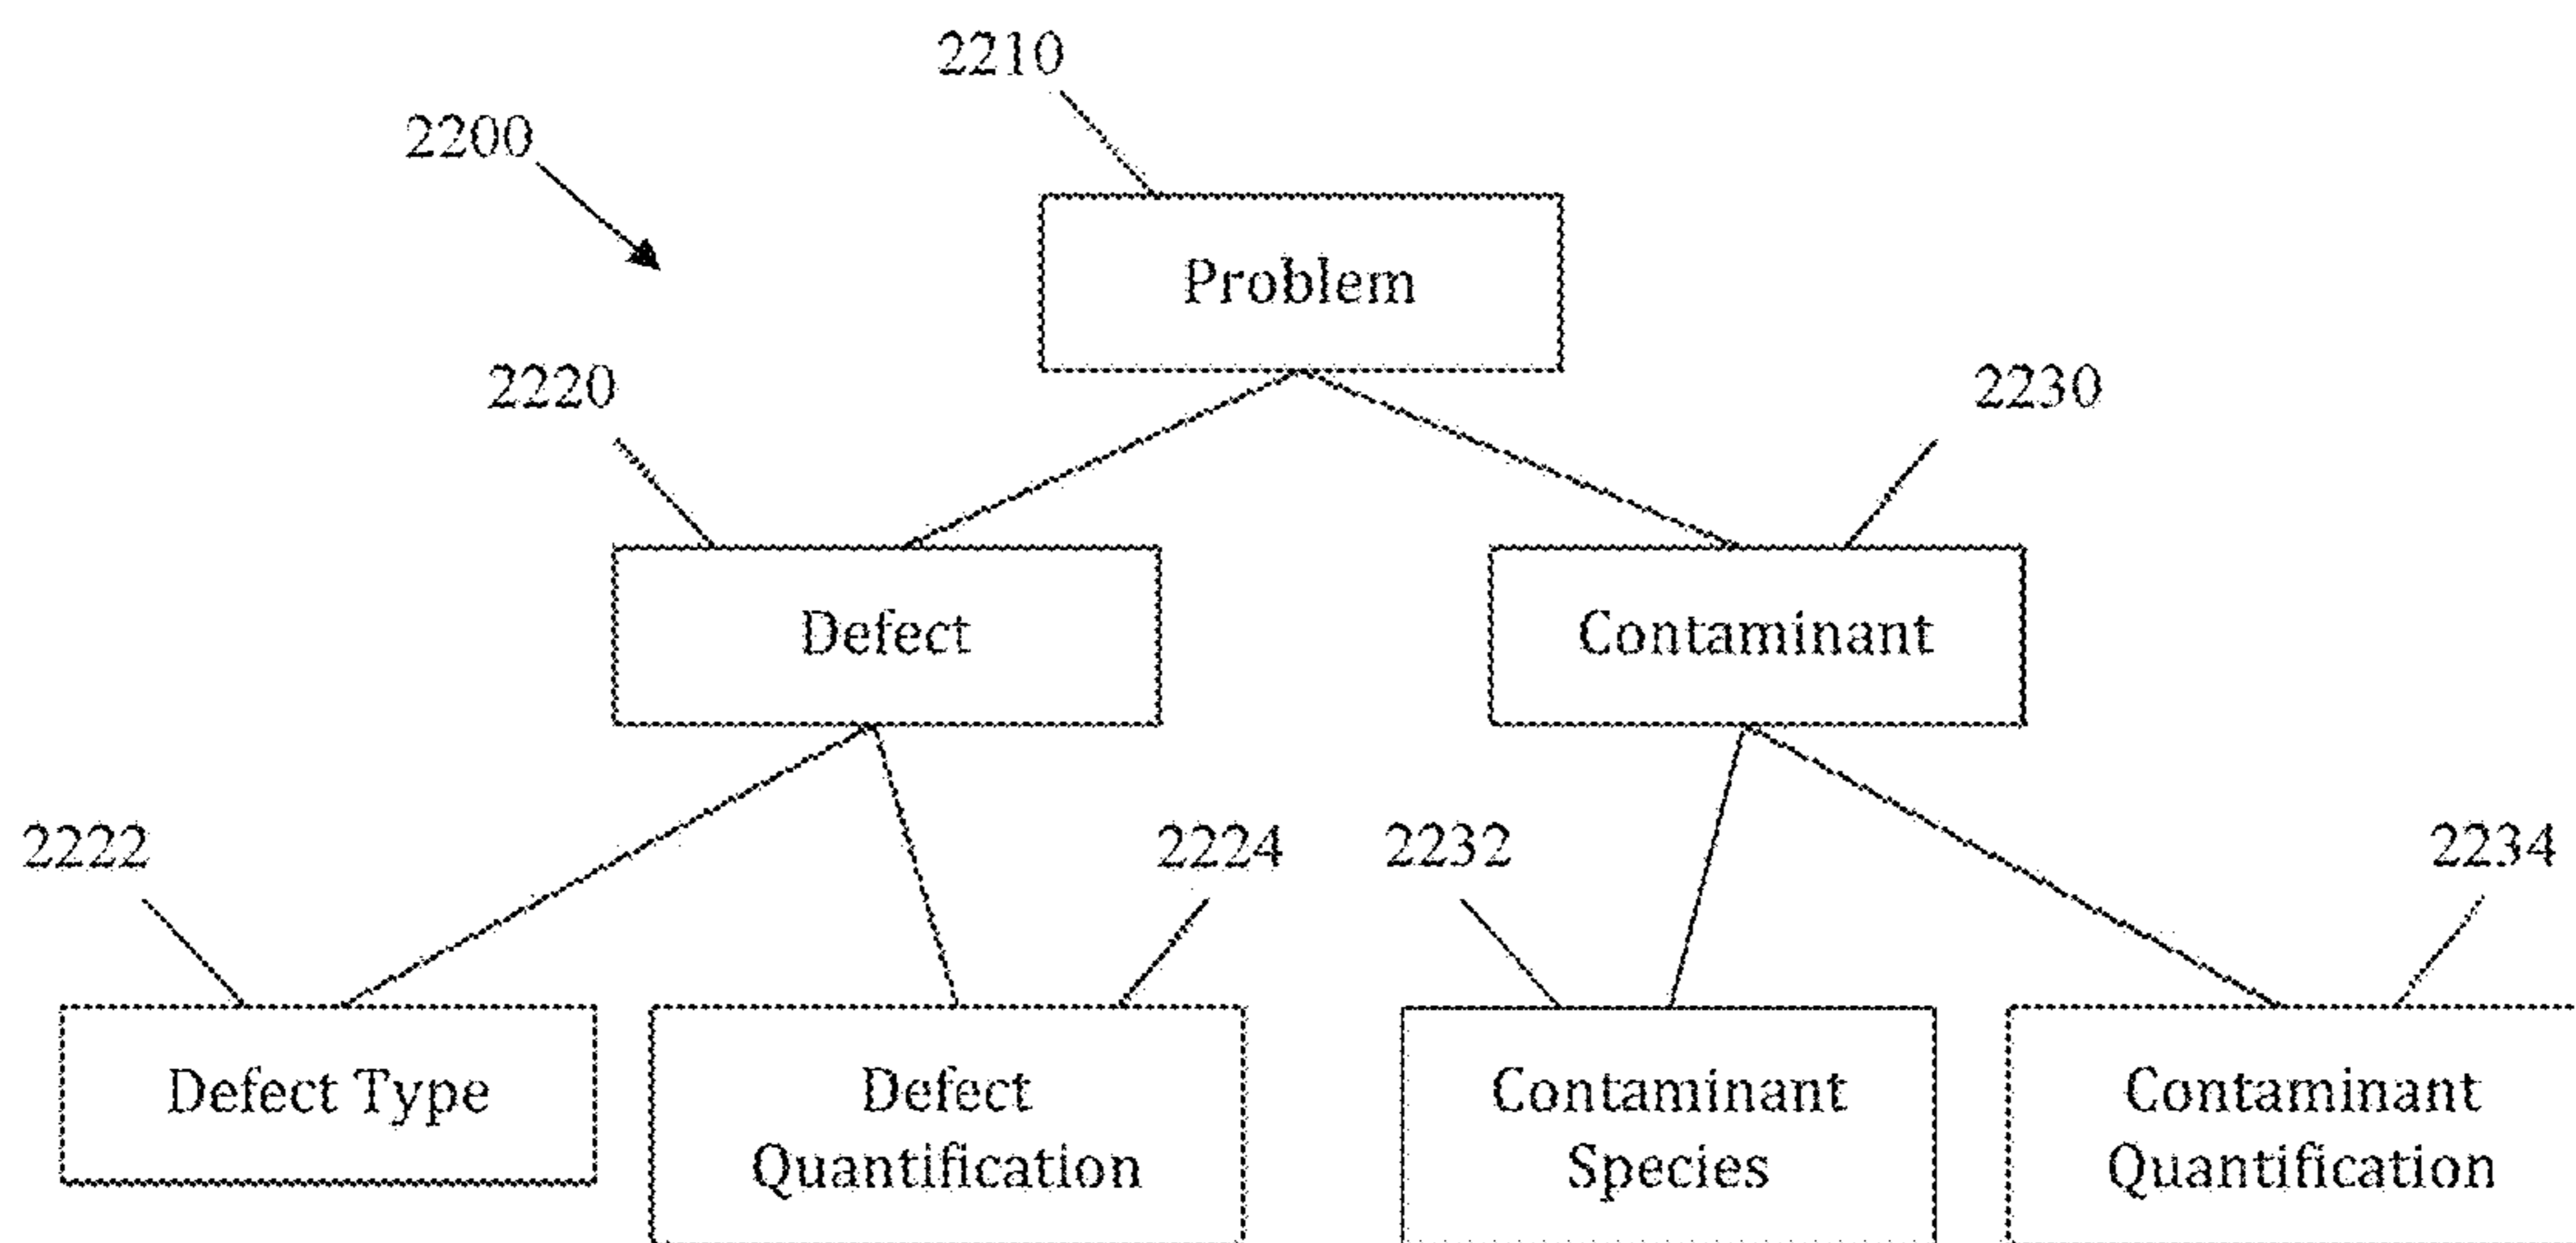 2210
2200
Problem
2220
2230
Defect
Contaminant
2222
2224
2232
2234
Defect Type
Defect
Quantification
Contaminant
Species
Contaminant
Quantification